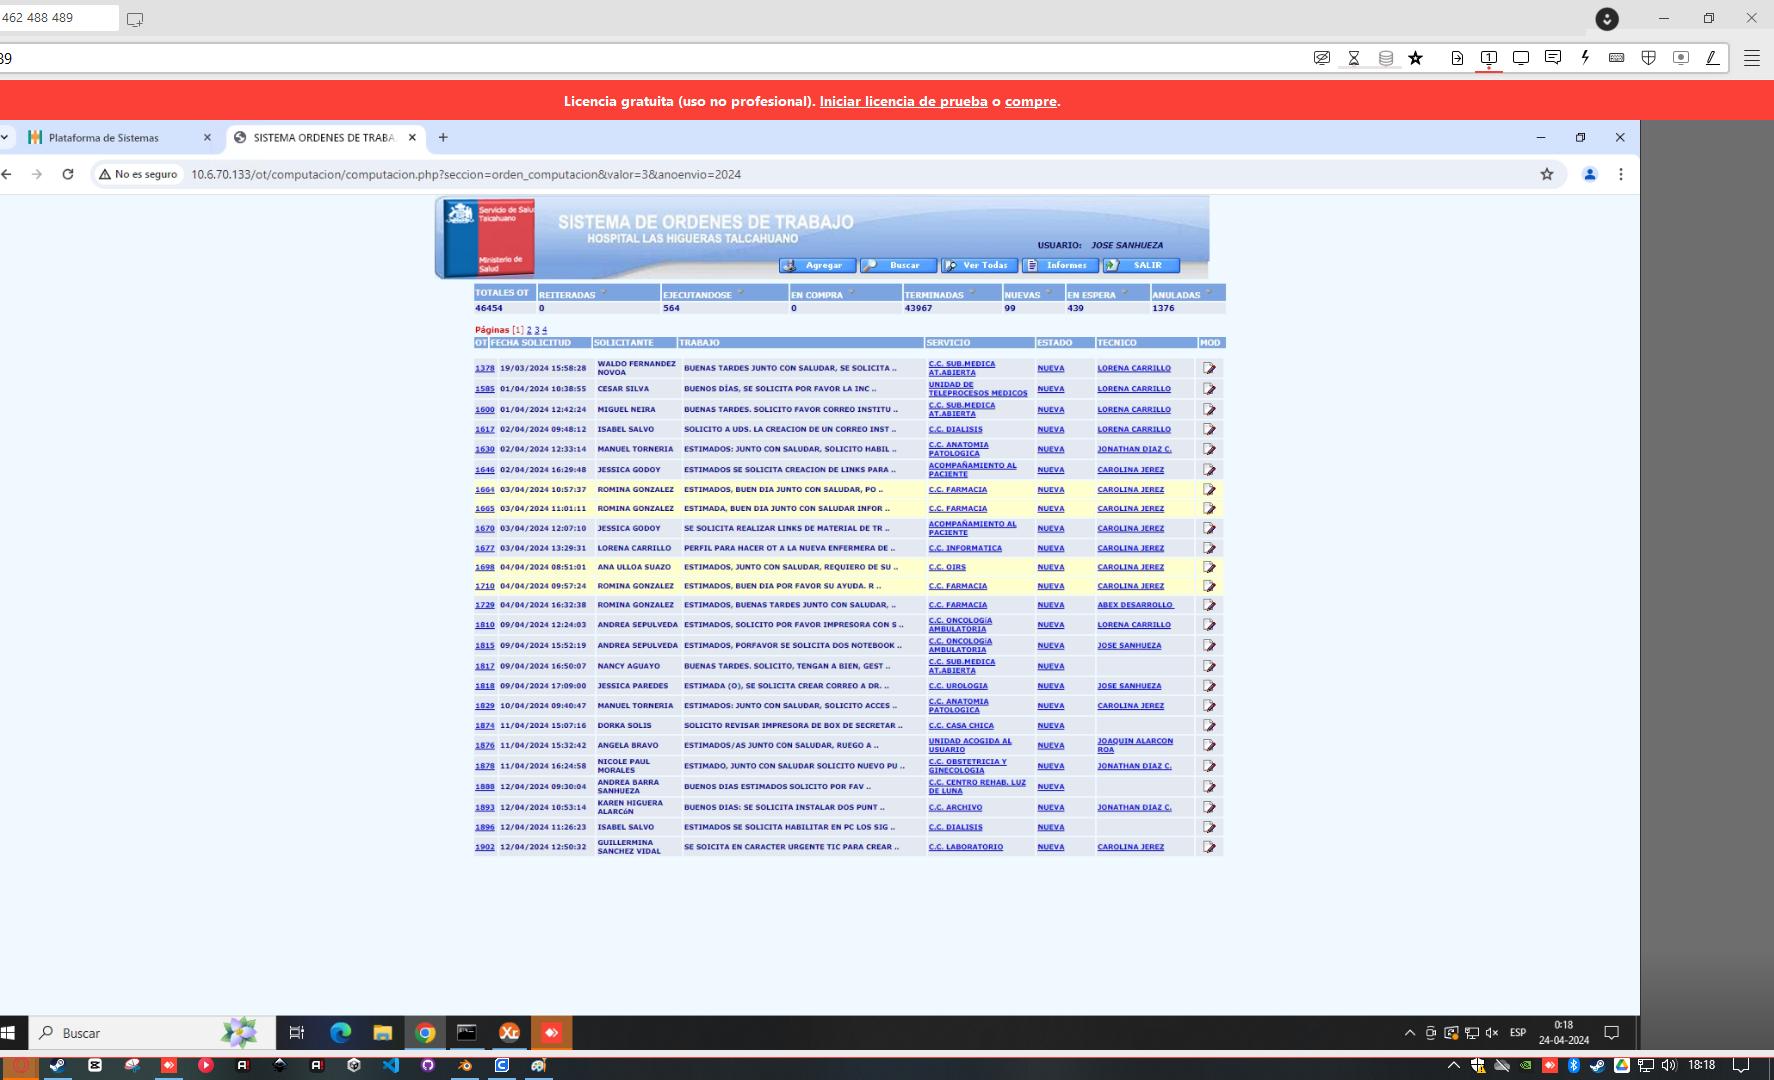 462 488 489
39
1
Licencia gratuita (uso no profesional). Iniciar licencia de prueba o compre.
Plataforma de Sistemas
SISTEMA ORDENES DE TRABA
No es seguro 10.6.70.133/ot/computacion/computacion.php?seccion=orden_computacion&valor=3&anoenvio=2024
Servicio de Salu
Talcahuano
Ministerio de
Salud
SISTEMA DE ORDENES DE TRABAJO
HOSPITAL LAS HIGUERAS TALCAHUANO
USUARIO: JOSE SANHUEZA
Agregar Buscar Ver Todas Informes SALIR
TOTALES OT REITERADAS EJECUTANDOSE EN COMPRA TERMINADAS NUEVAS EN ESPERA ANULADAS
46454 0 564 0 43967 99 439 1376
Páginas [1] 2 3 4
OT FECHA SOLICITUD SOLICITANTE TRABAJO SERVICIO ESTADO TECNICO MOD
1378 19/03/2024 15:58:28 WALDO FERNANDEZ NOVOA BUENAS TARDES JUNTO CON SALUDAR, SE SOLICITA .. C.C. SUB.MEDICA AT.ABIERTA NUEVA LORENA CARRILLO
1585 01/04/2024 10:38:55 CESAR SILVA BUENOS DÍAS, SE SOLICITA POR FAVOR LA INC .. UNIDAD DE TELEPROCESOS MEDICOS NUEVA LORENA CARRILLO
1600 01/04/2024 12:42:24 MIGUEL NEIRA BUENAS TARDES. SOLICITO FAVOR CORREO INSTITU .. C.C. SUB.MEDICA AT.ABIERTA NUEVA LORENA CARRILLO
1617 02/04/2024 09:48:12 ISABEL SALVO SOLICITO A UDS. LA CREACION DE UN CORREO INST .. C.C. DIALISIS NUEVA LORENA CARRILLO
1630 02/04/2024 12:33:14 MANUEL TORNERIA ESTIMADOS: JUNTO CON SALUDAR, SOLICITO HABIL .. C.C. ANATOMIA PATOLOGICA NUEVA JONATHAN DIAZ C.
1646 02/04/2024 16:29:48 JESSICA GODOY ESTIMADOS SE SOLICITA CREACION DE LINKS PARA .. ACOMPAÑAMIENTO AL PACIENTE NUEVA CAROLINA JEREZ
1664 03/04/2024 10:57:37 ROMINA GONZALEZ ESTIMADOS, BUEN DIA JUNTO CON SALUDAR, PO .. C.C. FARMACIA NUEVA CAROLINA JEREZ
1665 03/04/2024 11:01:11 ROMINA GONZALEZ ESTIMADA, BUEN DIA JUNTO CON SALUDAR INFOR .. C.C. FARMACIA NUEVA CAROLINA JEREZ
1670 03/04/2024 12:07:10 JESSICA GODOY SE SOLICITA REALIZAR LINKS DE MATERIAL DE TR .. ACOMPAÑAMIENTO AL PACIENTE NUEVA CAROLINA JEREZ
1677 03/04/2024 13:29:31 LORENA CARRILLO PERFIL PARA HACER OT A LA NUEVA ENFERMERA DE .. C.C. INFORMATICA NUEVA CAROLINA JEREZ
1698 04/04/2024 08:51:01 ANA ULLOA SUAZO ESTIMADOS, JUNTO CON SALUDAR, REQUIERO DE SU .. C.C. OIRS NUEVA CAROLINA JEREZ
1710 04/04/2024 09:57:24 ROMINA GONZALEZ ESTIMADOS, BUEN DIA POR FAVOR SU AYUDA. R .. C.C. FARMACIA NUEVA CAROLINA JEREZ
1729 04/04/2024 16:32:38 ROMINA GONZALEZ ESTIMADOS, BUENAS TARDES JUNTO CON SALUDAR, .. C.C. FARMACIA NUEVA ABEX DESARROLLO
1810 09/04/2024 12:24:03 ANDREA SEPULVEDA ESTIMADOS, SOLICITO POR FAVOR IMPRESORA CON S .. C.C. ONCOLOGíA AMBULATORIA NUEVA LORENA CARRILLO
1815 09/04/2024 15:52:19 ANDREA SEPULVEDA ESTIMADOS, PORFAVOR SE SOLICITA DOS NOTEBOOK .. C.C. ONCOLOGíA AMBULATORIA NUEVA JOSE SANHUEZA
1817 09/04/2024 16:50:07 NANCY AGUAYO BUENAS TARDES. SOLICITO, TENGAN A BIEN, GEST .. C.C. SUB.MEDICA AT.ABIERTA NUEVA
1818 09/04/2024 17:09:00 JESSICA PAREDES ESTIMADA (O), SE SOLICITA CREAR CORREO A DR. .. C.C. UROLOGIA NUEVA JOSE SANHUEZA
1829 10/04/2024 09:40:47 MANUEL TORNERIA ESTIMADOS: JUNTO CON SALUDAR, SOLICITO ACCES .. C.C. ANATOMIA PATOLOGICA NUEVA CAROLINA JEREZ
1874 11/04/2024 15:07:16 DORKA SOLIS SOLICITO REVISAR IMPRESORA DE BOX DE SECRETAR .. C.C. CASA CHICA NUEVA
1876 11/04/2024 15:32:42 ANGELA BRAVO ESTIMADOS/AS JUNTO CON SALUDAR, RUEGO A .. UNIDAD ACOGIDA AL USUARIO NUEVA JOAQUIN ALARCON ROA
1878 11/04/2024 16:24:58 NICOLE PAUL MORALES ESTIMADO, JUNTO CON SALUDAR SOLICITO NUEVO PU .. C.C. OBSTETRICIA Y GINECOLOGIA NUEVA JONATHAN DIAZ C.
1888 12/04/2024 09:30:04 ANDREA BARRA SANHUEZA BUENOS DIAS ESTIMADOS SOLICITO POR FAV .. C.C. CENTRO REHAB. LUZ DE LUNA NUEVA
1893 12/04/2024 10:53:14 KAREN HIGUERA ALARCóN BUENOS DIAS: SE SOLICITA INSTALAR DOS PUNT .. C.C. ARCHIVO NUEVA JONATHAN DIAZ C.
1896 12/04/2024 11:26:23 ISABEL SALVO ESTIMADOS SE SOLICITA HABILITAR EN PC LOS SIG .. C.C. DIALISIS NUEVA
1902 12/04/2024 12:50:32 GUILLERMINA SANCHEZ VIDAL SE SOICITA EN CARACTER URGENTE TIC PARA CREAR .. C.C. LABORATORIO NUEVA CAROLINA JEREZ
Buscar
ESP
0:18
24-04-2024
18:18